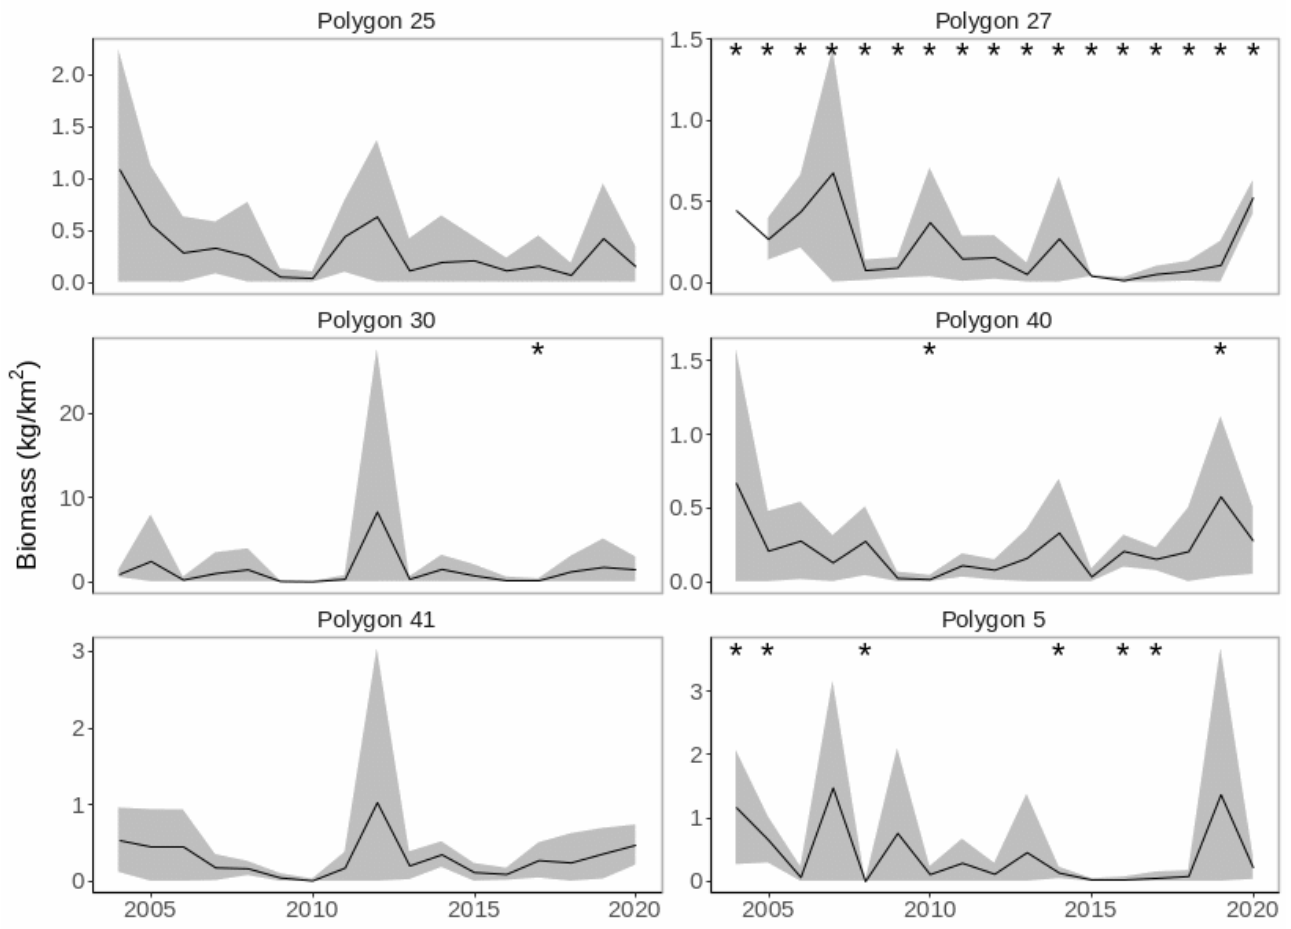 Polygon 25
Polygon 27
2.0
1.5
1.0
0.5
0.0
1.5
* * * * * * * * * * * * * * * * *
1.0
0.5
0.0
Polygon 30
Polygon 40
Biomass (kg/km²)
20
10
0
*
1.5
1.0
0.5
0.0
* *
Polygon 41
Polygon 5
3
2
1
0
3
2
1
0
* * * * * *
2005 2010 2015 2020
2005 2010 2015 2020